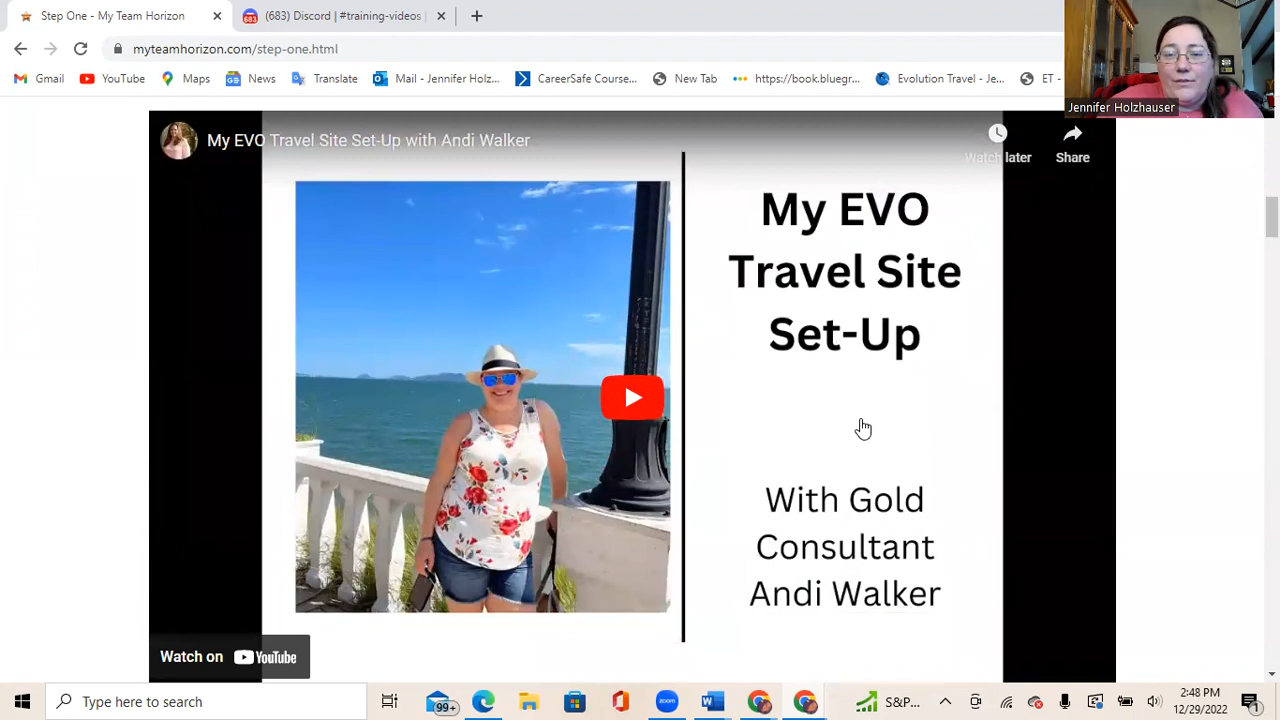 Step One - My Team Horizon
(683) Discord | #training-videos |
myteamhorizon.com/step-one.html
Gmail YouTube Maps News Translate Mail - Jennifer Holz... CareerSafe Course... New Tab https://book.bluegr... Evolution Travel - Je... ET -
Jennifer Holzhauser
My EVO Travel Site Set-Up with Andi Walker
Watch later
Share
My EVO
Travel Site
Set-Up
With Gold
Consultant
Andi Walker
Watch on YouTube
Type here to search
99+
zoom
S&P...
2:48 PM
12/29/2022
1